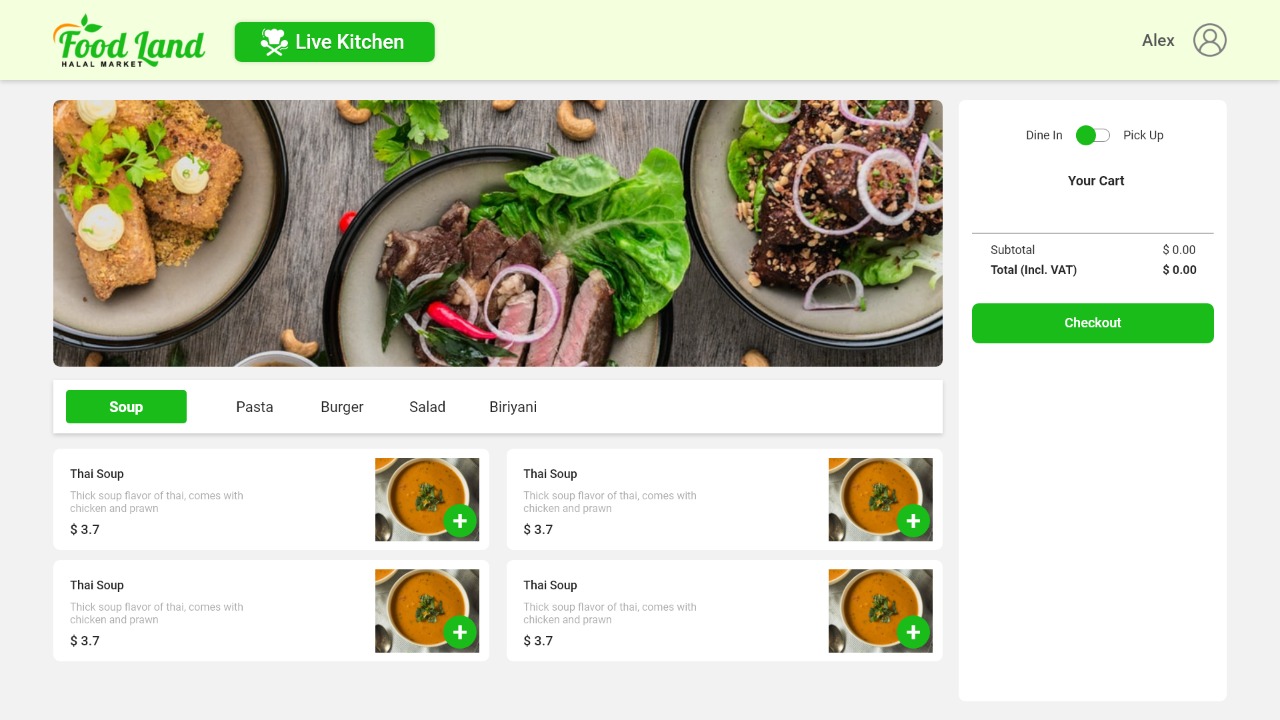 Food Land
HALAL MARKET
Live Kitchen
Alex
Dine In
Pick Up
Your Cart
Subtotal
$ 0.00
Total (Incl. VAT)
$ 0.00
Checkout
Soup
Pasta
Burger
Salad
Biriyani
Thai Soup
Thick soup flavor of thai, comes with
chicken and prawn
$ 3.7
Thai Soup
Thick soup flavor of thai, comes with
chicken and prawn
$ 3.7
Thai Soup
Thick soup flavor of thai, comes with
chicken and prawn
$ 3.7
Thai Soup
Thick soup flavor of thai, comes with
chicken and prawn
$ 3.7